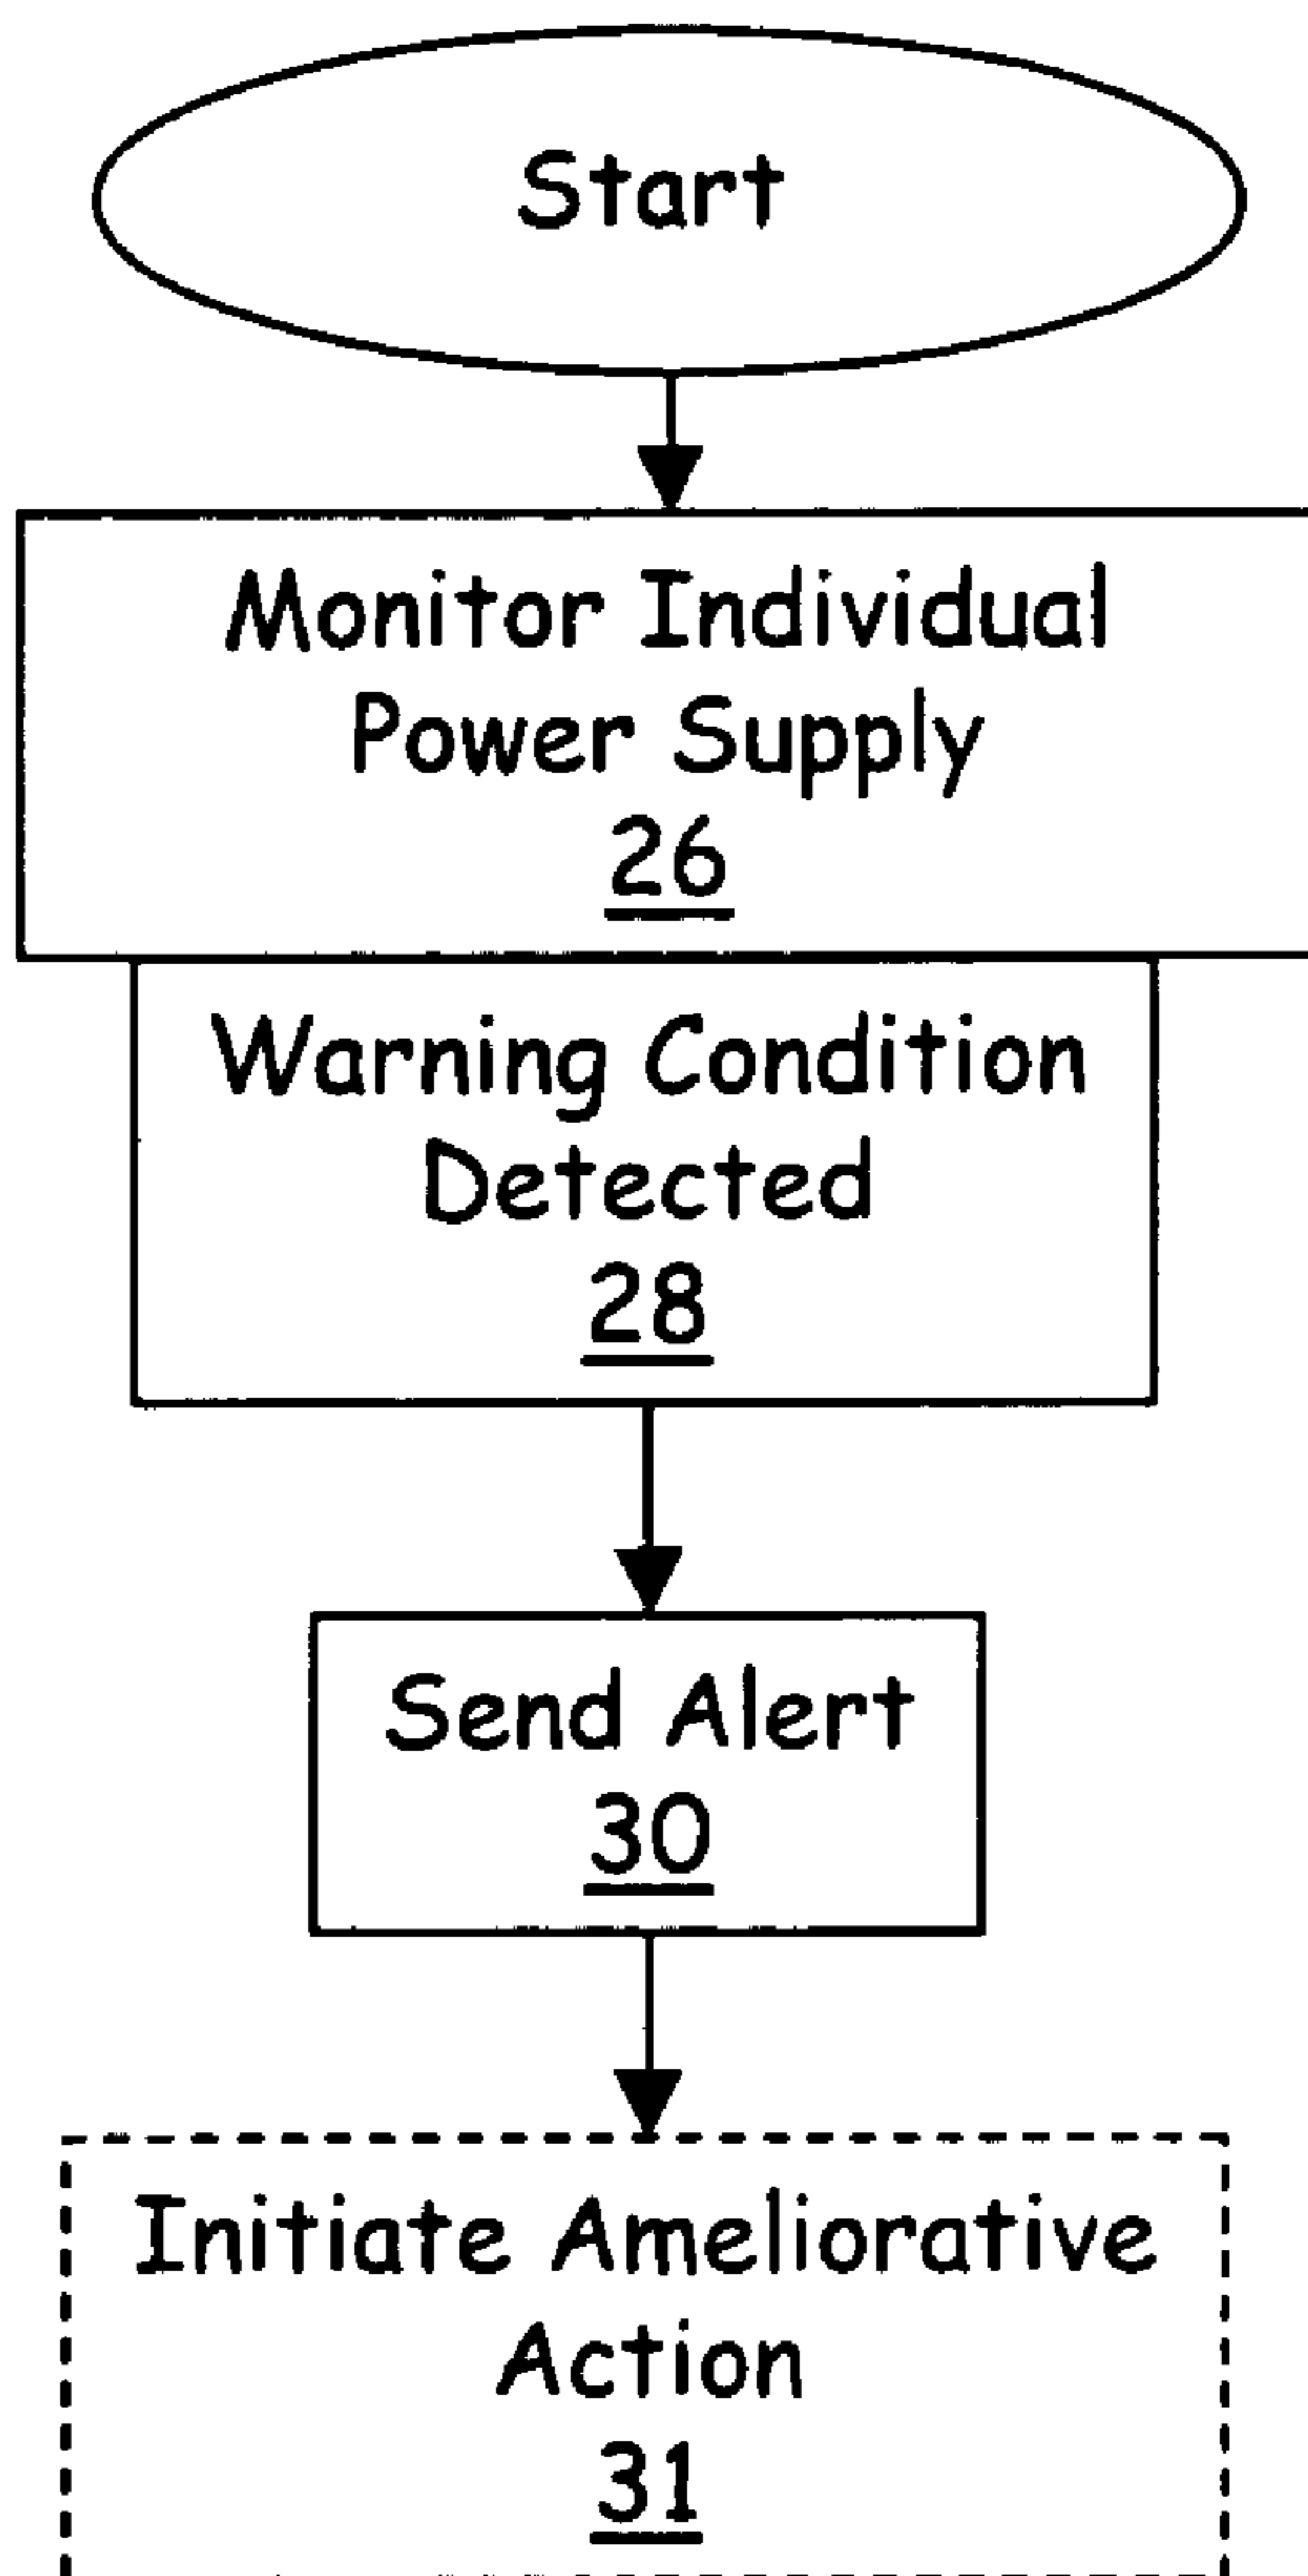 Start
Monitor Individual
Power Supply
26
Warning Condition
Detected
28
Send Alert
30
Initiate Ameliorative
Action
31